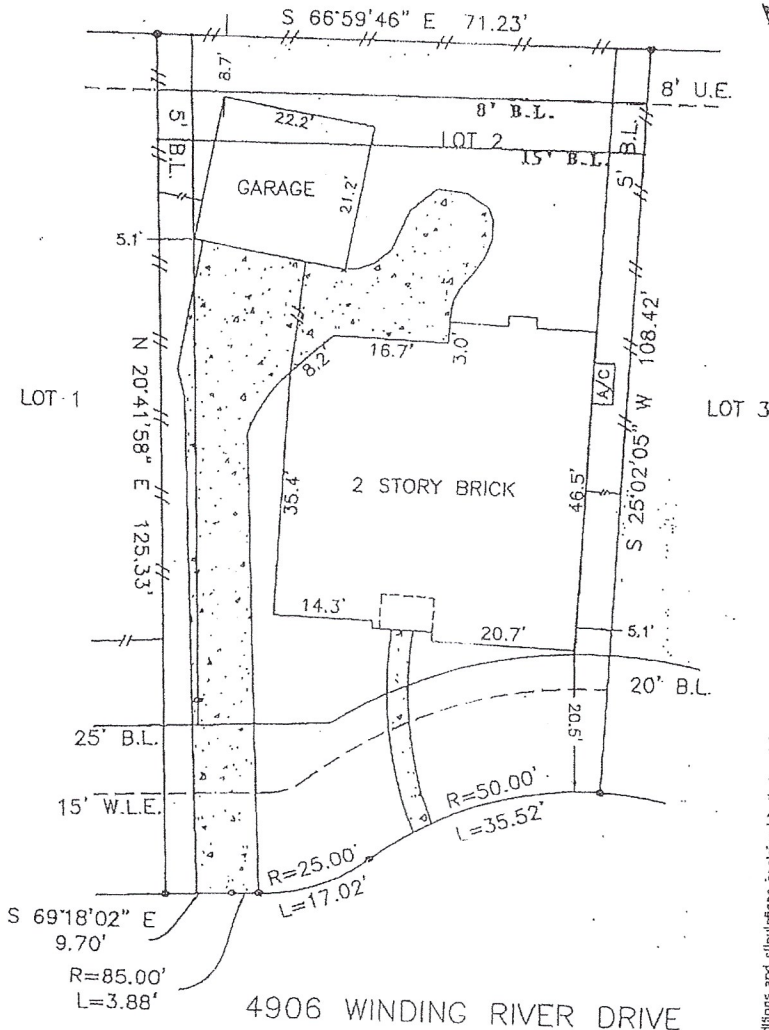 S 66°59'46" E 71.23'
8.7'
8' U.E.
8' B.L.
22.2'
5' B.L.
LOT 2
15' B.L.
5' B.L.
GARAGE
21.2'
5.1'
N 20°41'58" E 125.33'
16.7'
3.0'
8.2'
A/C
S 25°02'05" W 108.42'
LOT 1
LOT 3
35.4'
2 STORY BRICK
46.5'
14.3'
20.7'
5.1'
20' B.L.
20.5'
25' B.L.
15' W.L.E.
R=50.00'
L=35.52'
R=25.00'
L=17.02'
S 69°18'02" E
9.70'
R=85.00'
L=3.88'
4906 WINDING RIVER DRIVE